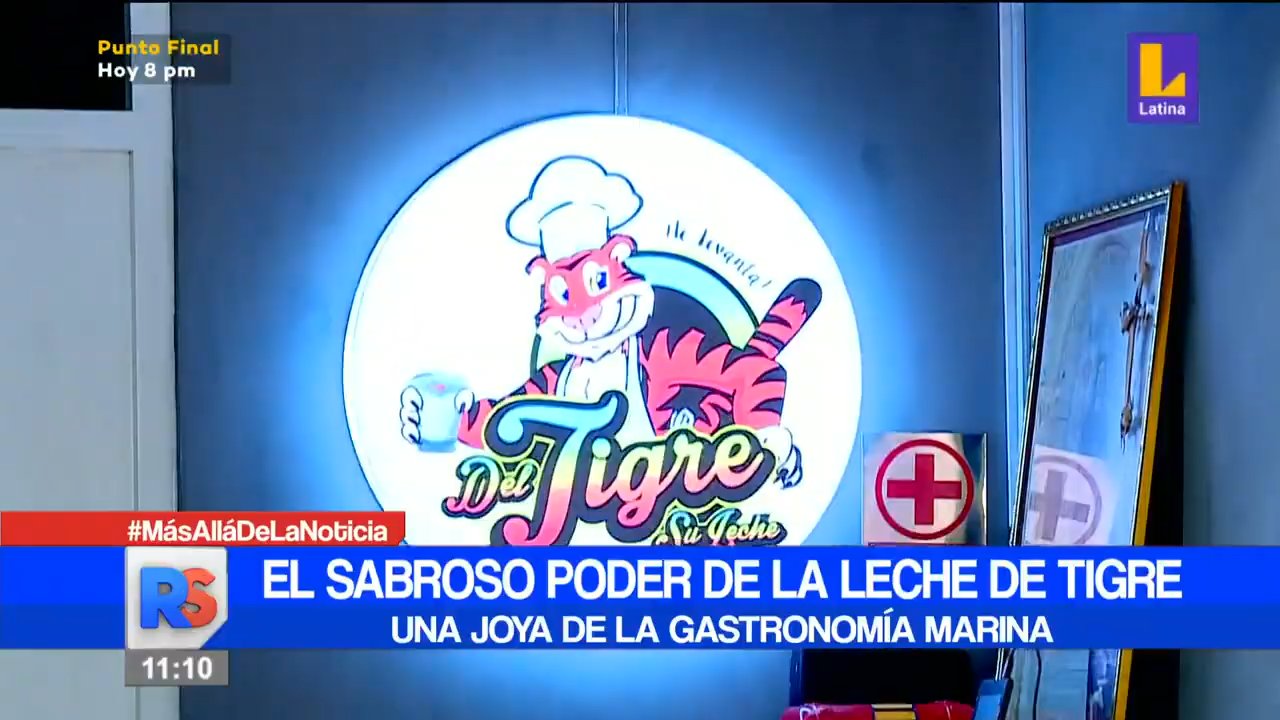 Punto Final
Hoy 8 pm
Latina
¡te levanta!
Del Tigre
Su Leche
#MásAlláDeLaNoticia
RS
EL SABROSO PODER DE LA LECHE DE TIGRE
UNA JOYA DE LA GASTRONOMÍA MARINA
11:10